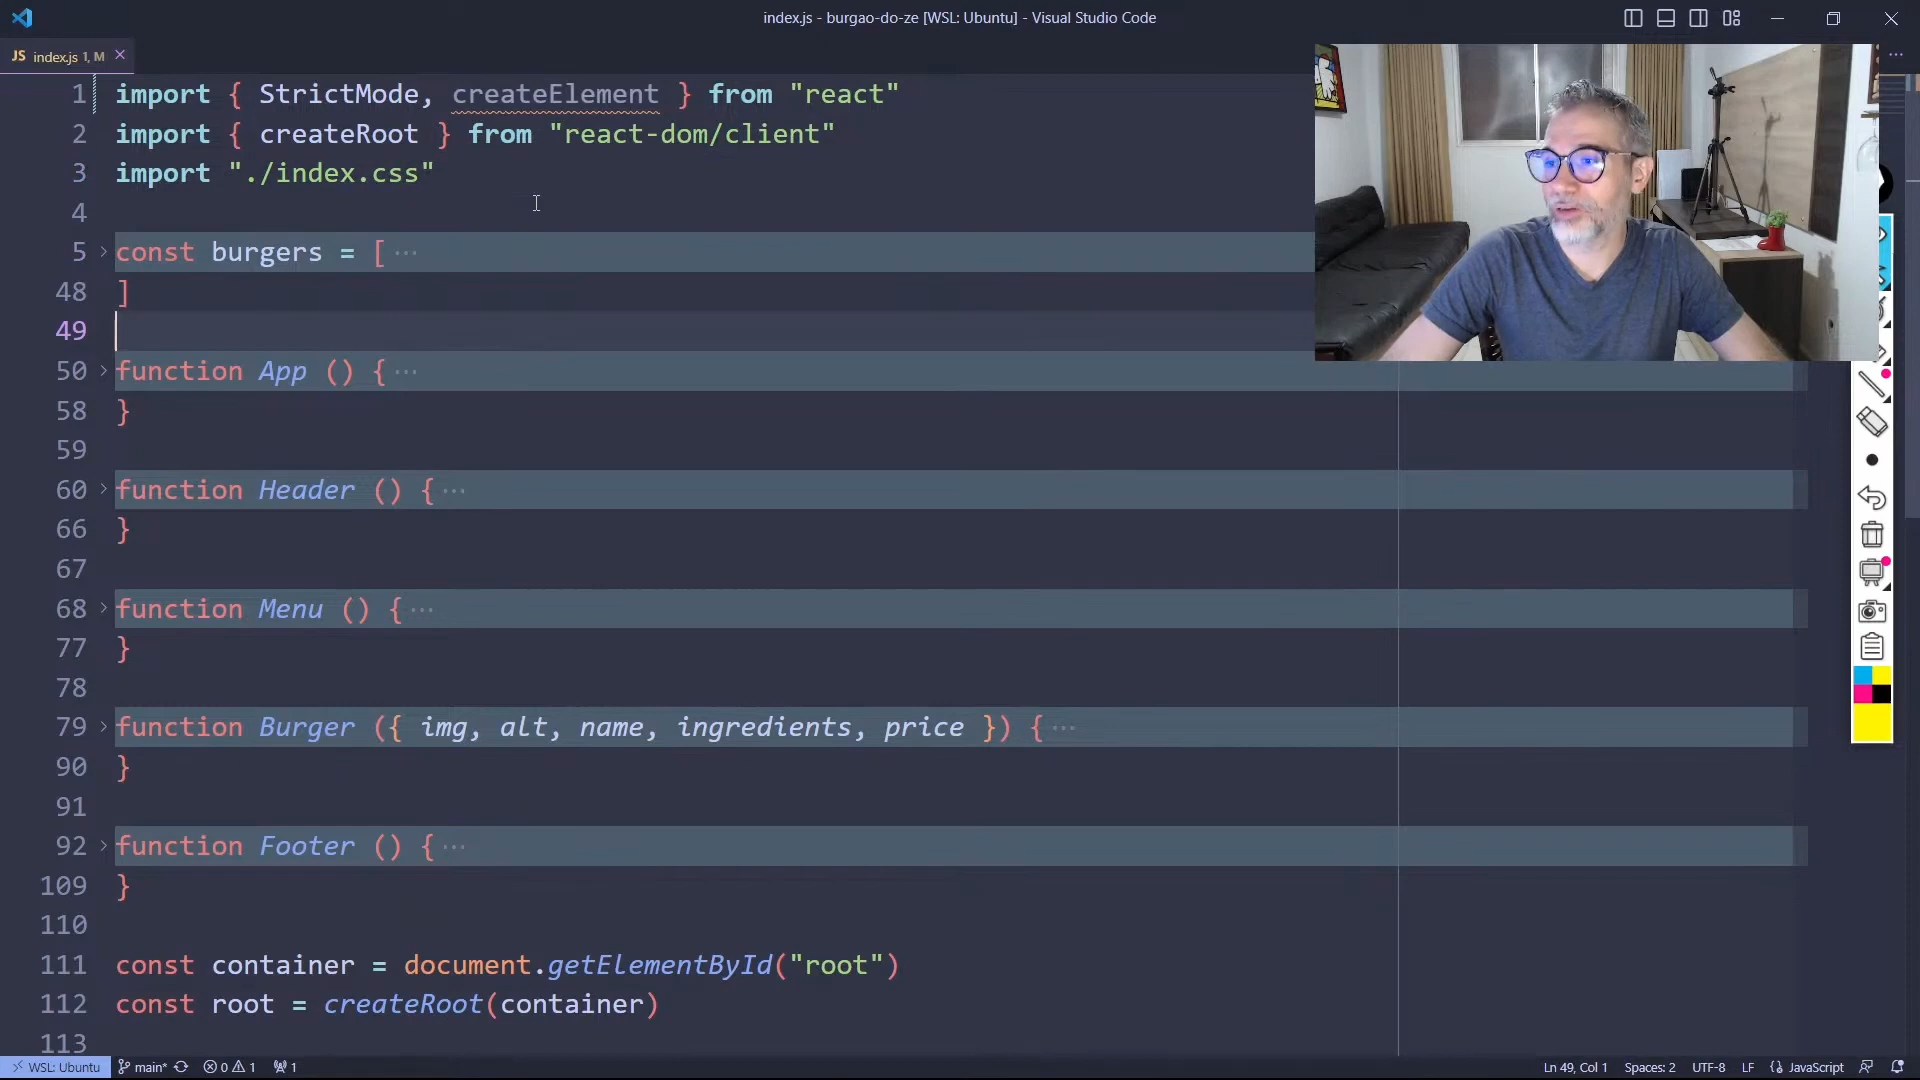 index.js - burgao-do-ze [WSL: Ubuntu] - Visual Studio Code
JS index.js 1, M
1 import { StrictMode, createElement } from "react"
2 import { createRoot } from "react-dom/client"
3 import "./index.css"
4
5 const burgers = [ ···
48 ]
49
50 function App () { ···
58 }
59
60 function Header () { ···
66 }
67
68 function Menu () { ···
77 }
78
79 function Burger ({ img, alt, name, ingredients, price }) { ···
90 }
91
92 function Footer () { ···
109 }
110
111 const container = document.getElementById("root")
112 const root = createRoot(container)
113
WSL: Ubuntu main* 0 1 1 Ln 49, Col 1 Spaces: 2 UTF-8 LF {} JavaScript